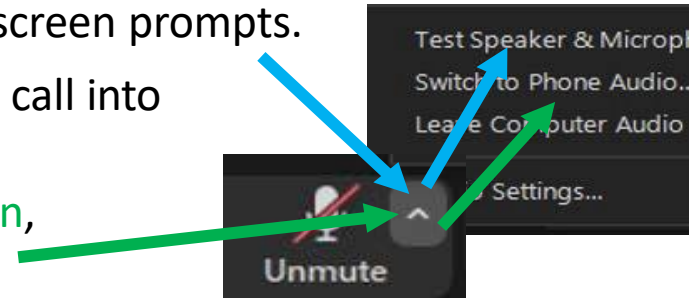 screen prompts.
call into
n,
Test Speaker & Microph
Switch to Phone Audio...
Leave Computer Audio
Settings...
Unmute